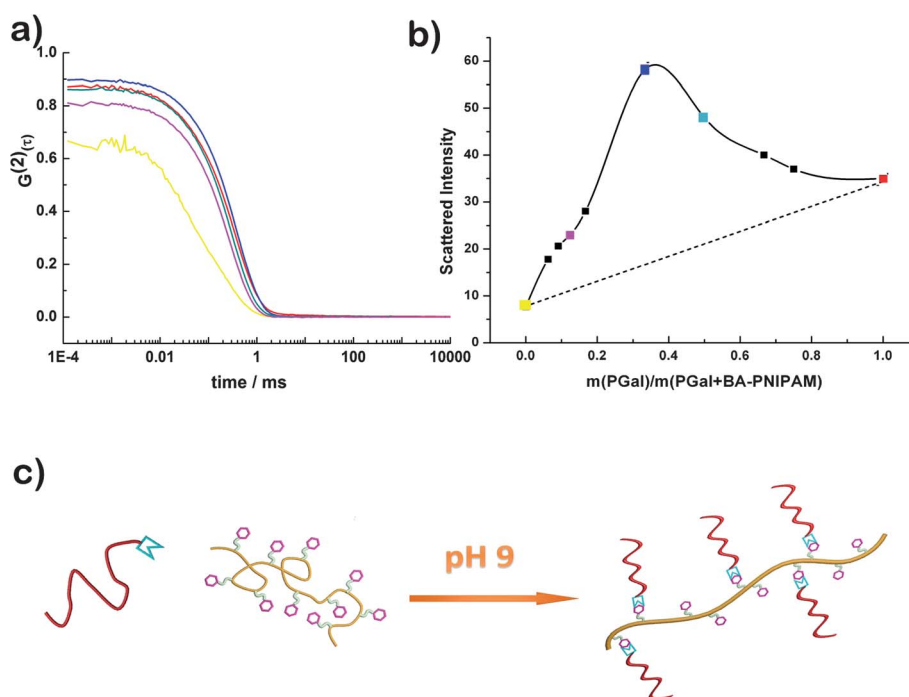 a)
1.0
0.8
0.6
0.4
0.2
0.0
G(2)(τ)
1E-4
0.01
1
100
10000
time / ms
b)
60
50
40
30
20
10
0
Scattered Intensity
0.0
0.2
0.4
0.6
0.8
1.0
m(PGal)/m(PGal+BA-PNIPAM)
c)
pH 9